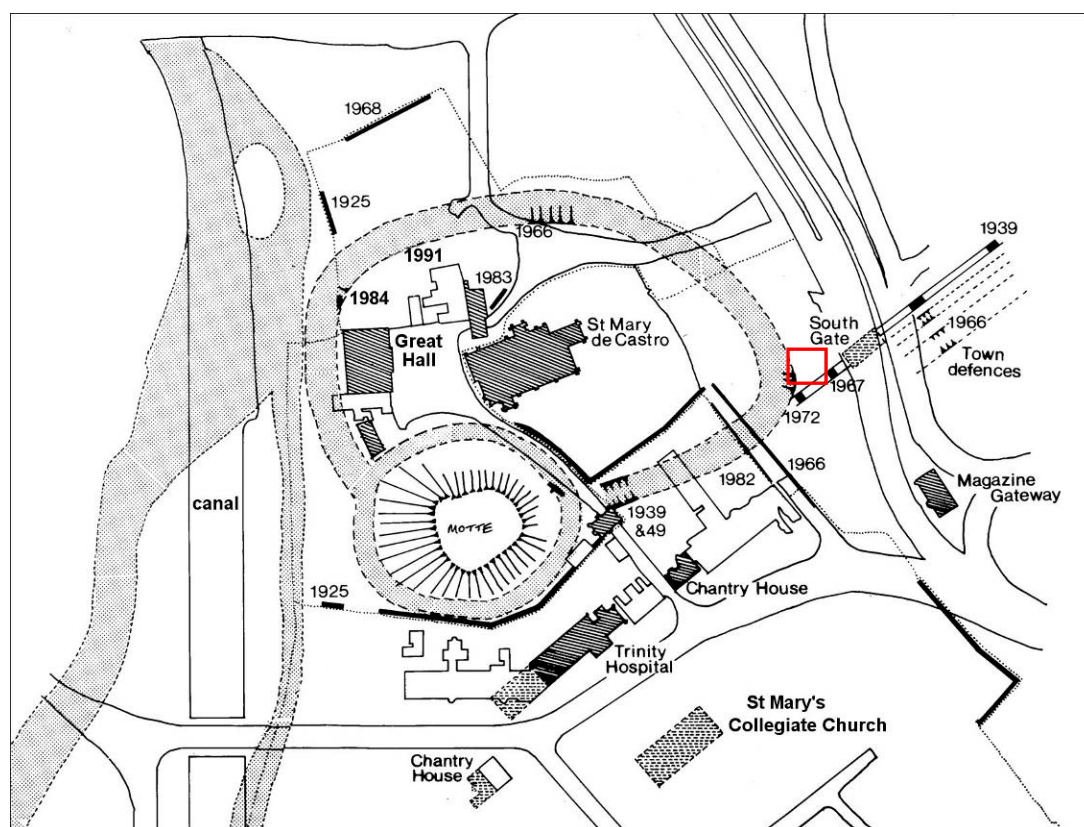 1968
1939
1925
1966
1991
1983
1984
South
Gate
1966
Great
Hall
St Mary
de Castro
Town
defences
1967
1972
1966
1982
Magazine
Gateway
canal
MOTTE
1939
&49
Chantry House
1925
Trinity
Hospital
St Mary's
Collegiate Church
Chantry
House